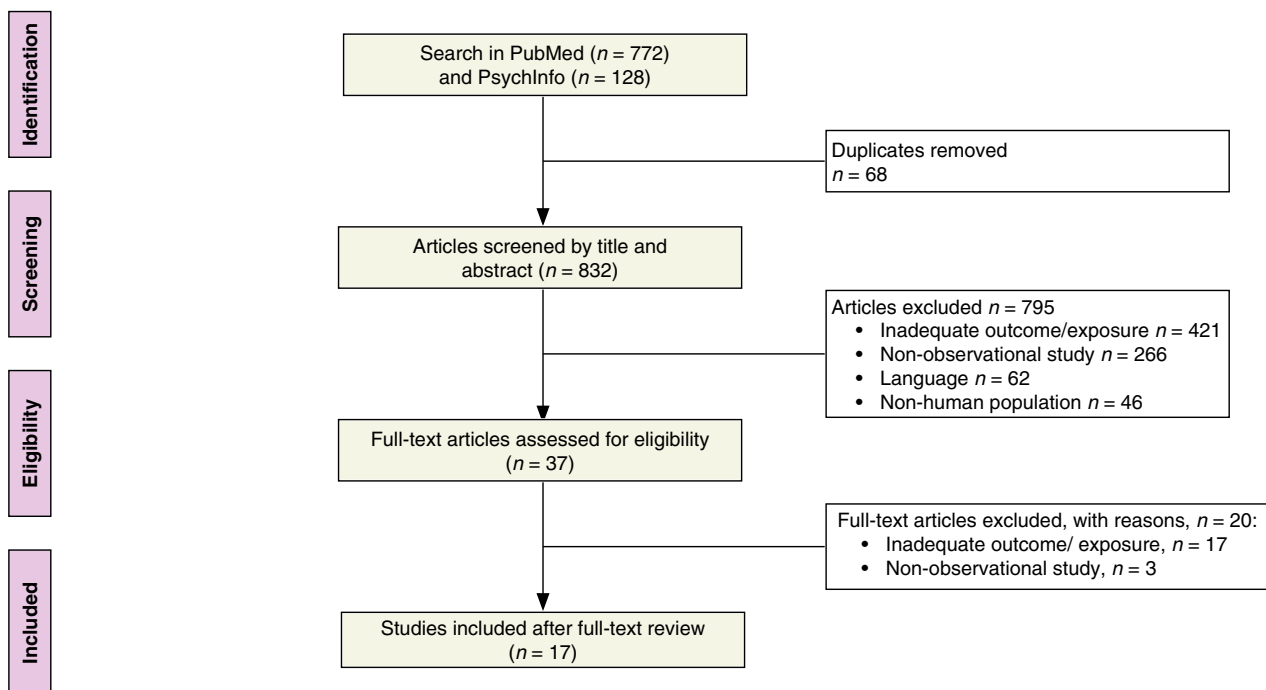 Identification
Search in PubMed (n = 772)
and PsychInfo (n = 128)
Duplicates removed
n = 68
Screening
Articles screened by title and
abstract (n = 832)
Articles excluded n = 795
• Inadequate outcome/exposure n = 421
• Non-observational study n = 266
• Language n = 62
• Non-human population n = 46
Eligibility
Full-text articles assessed for eligibility
(n = 37)
Full-text articles excluded, with reasons, n = 20:
• Inadequate outcome/ exposure, n = 17
• Non-observational study, n = 3
Included
Studies included after full-text review
(n = 17)